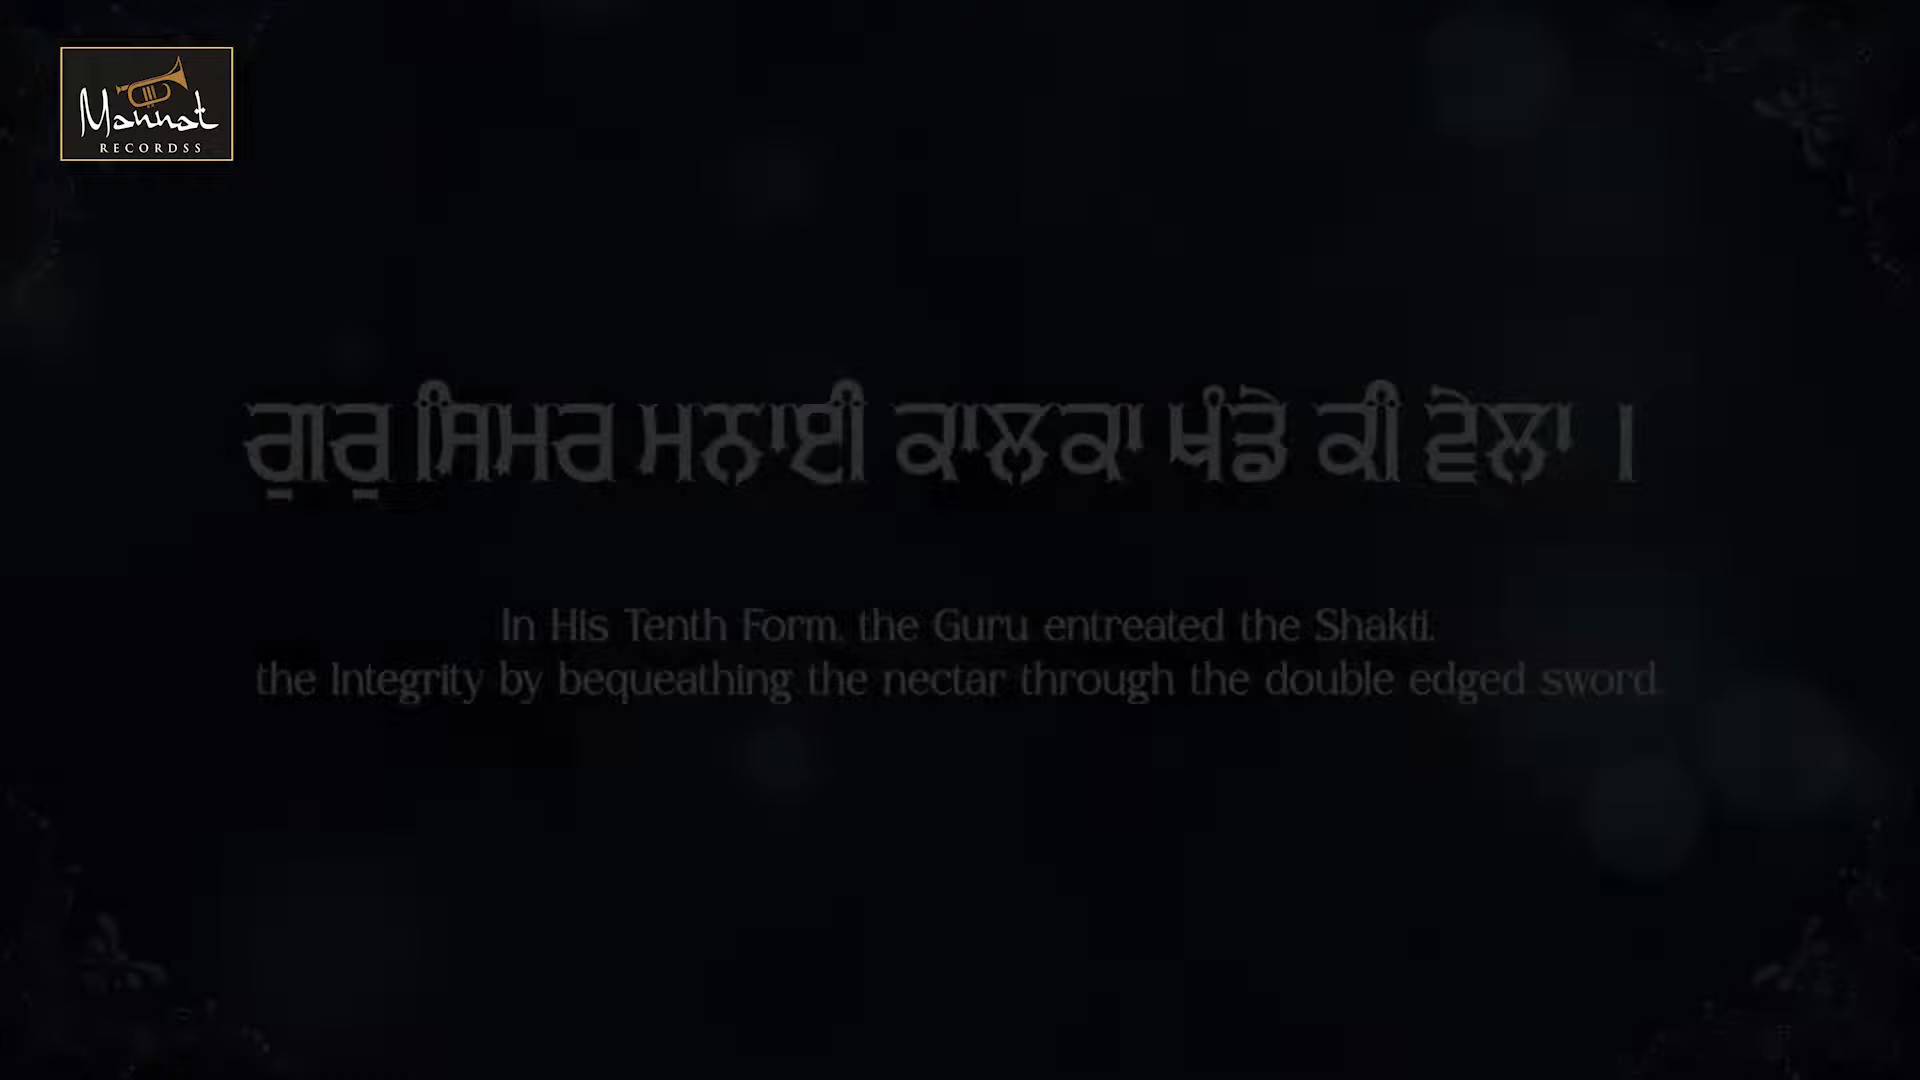 Mannat
RECORDSS
ਗੁਰੁ ਸਿਮਰ ਮਨਾਈ ਕਾਲਕਾ ਖੰਡੇ ਕੀ ਵੇਲਾ ।
In His Tenth Form, the Guru entreated the Shakti,
the Integrity by bequeathing the nectar through the double edged sword